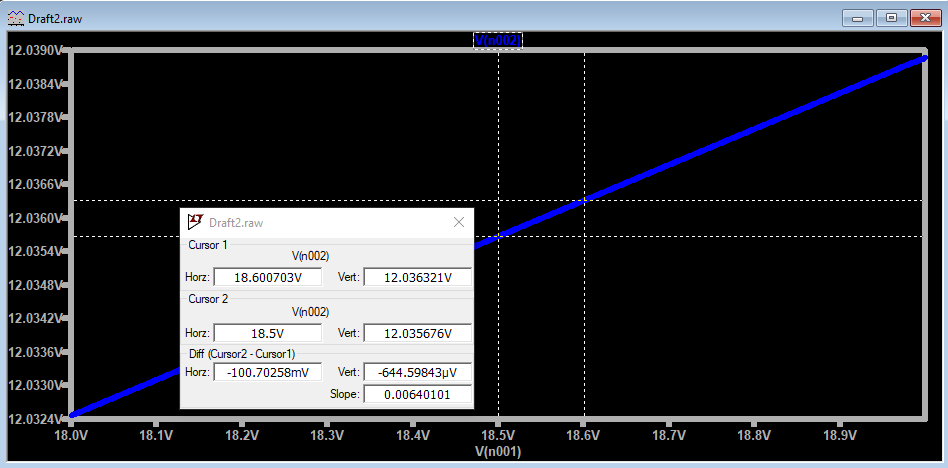 Draft2.raw
V(n002)
12.0390V
12.0384V
12.0378V
12.0372V
12.0366V
12.0360V
12.0354V
12.0348V
12.0342V
12.0336V
12.0330V
12.0324V
Draft2.raw
Cursor 1
V(n002)
Horz: 18.600703V Vert: 12.036321V
Cursor 2
V(n002)
Horz: 18.5V Vert: 12.035676V
Diff (Cursor2 - Cursor1)
Horz: -100.70258mV Vert: -644.59843µV
Slope: 0.00640101
18.0V 18.1V 18.2V 18.3V 18.4V 18.5V 18.6V 18.7V 18.8V 18.9V
V(n001)